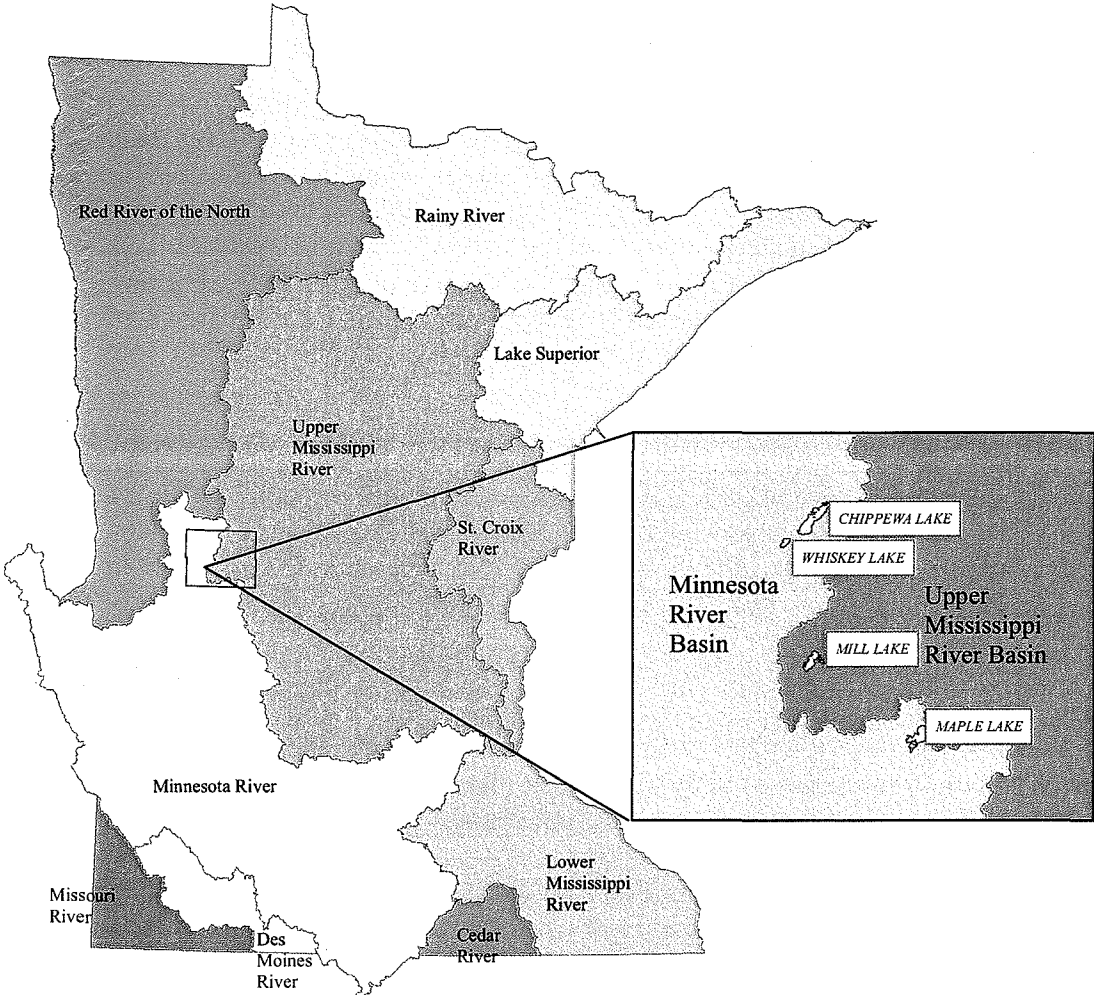 Red River of the North
Rainy River
Lake Superior
Upper
Mississippi
River
St. Croix
River
CHIPPEWA LAKE
WHISKEY LAKE
Minnesota
River
Basin
Upper
Mississippi
River Basin
MILL LAKE
MAPLE LAKE
Minnesota River
Lower
Mississippi
River
Missouri
River
Cedar
River
Des
Moines
River